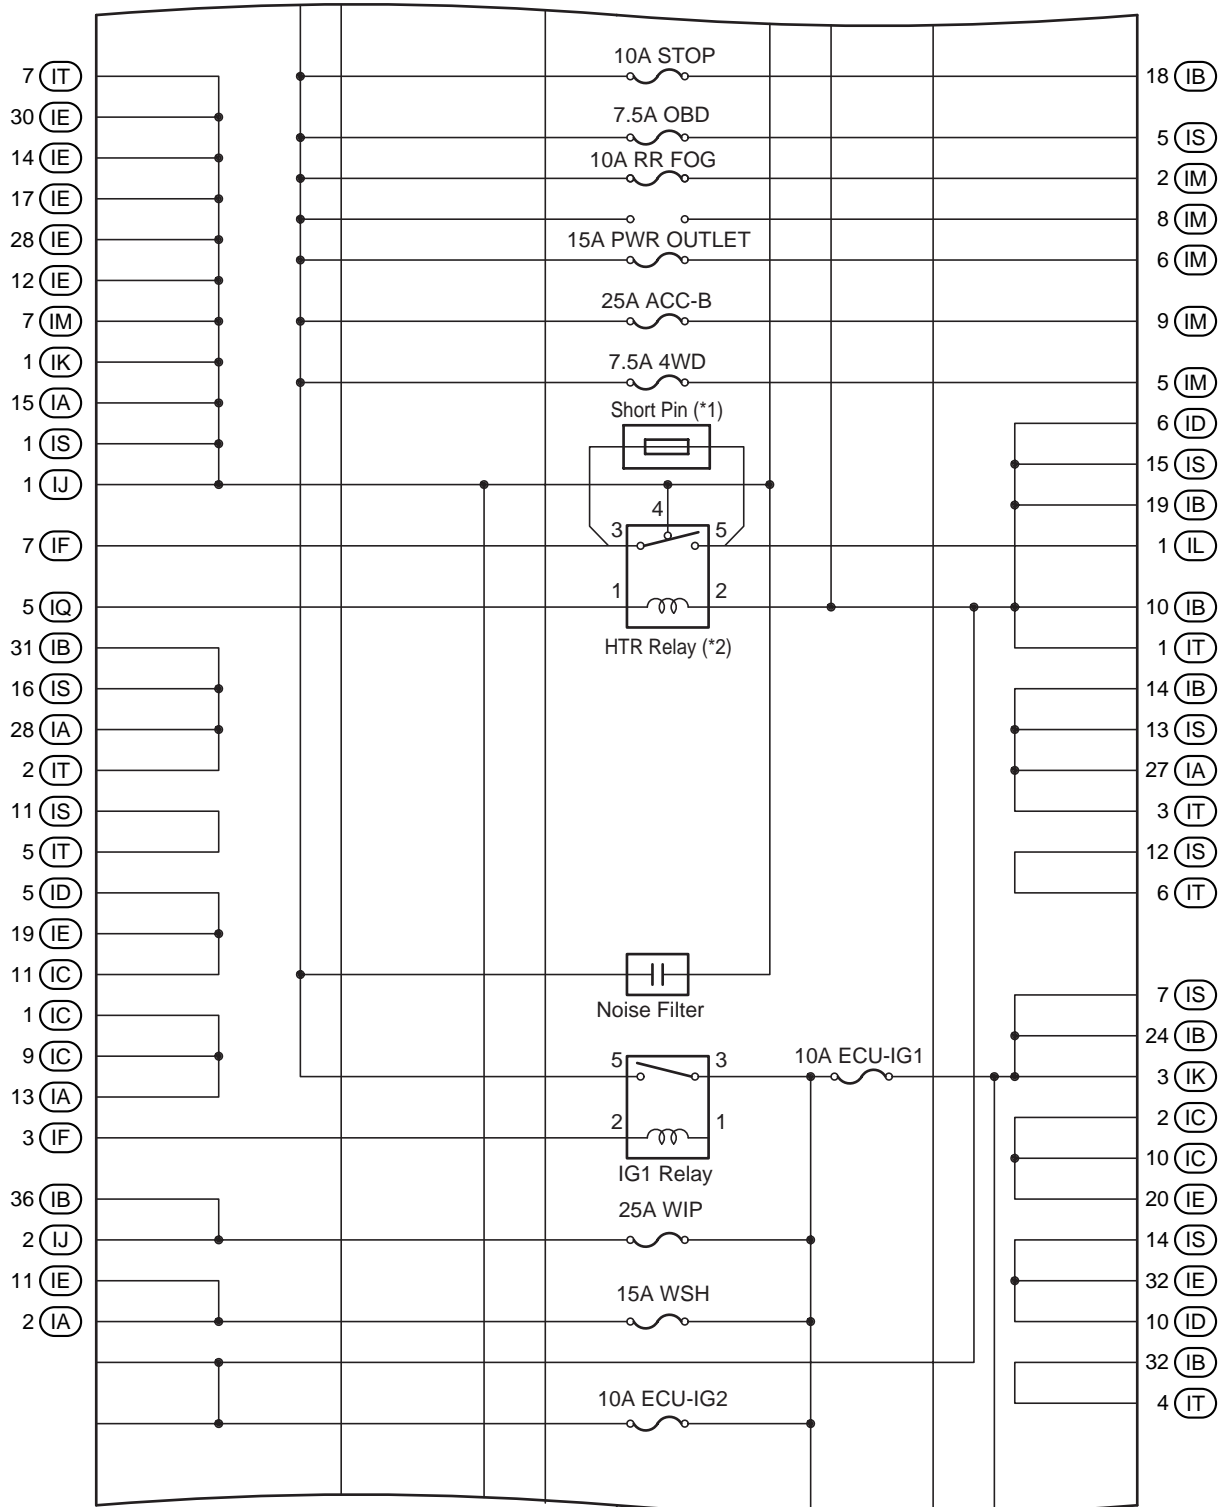 10A STOP
7 IT
18 IB
7.5A OBD
30 IE
5 IS
10A RR FOG
14 IE
2 IM
17 IE
8 IM
15A PWR OUTLET
28 IE
6 IM
12 IE
25A ACC-B
7 IM
9 IM
7.5A 4WD
1 IK
5 IM
15 IA
Short Pin (*1)
6 ID
1 IS
15 IS
1 IJ
4
19 IB
3 5
7 IF
1 IL
1 2
5 IQ
10 IB
31 IB
HTR Relay (*2)
1 IT
16 IS
14 IB
28 IA
13 IS
2 IT
27 IA
11 IS
3 IT
5 IT
12 IS
5 ID
6 IT
19 IE
11 IC
7 IS
Noise Filter
1 IC
24 IB
9 IC
5 3
10A ECU-IG1
3 IK
13 IA
2 IC
2 1
3 IF
10 IC
IG1 Relay
36 IB
20 IE
25A WIP
2 IJ
14 IS
11 IE
32 IE
15A WSH
2 IA
10 ID
32 IB
10A ECU-IG2
4 IT